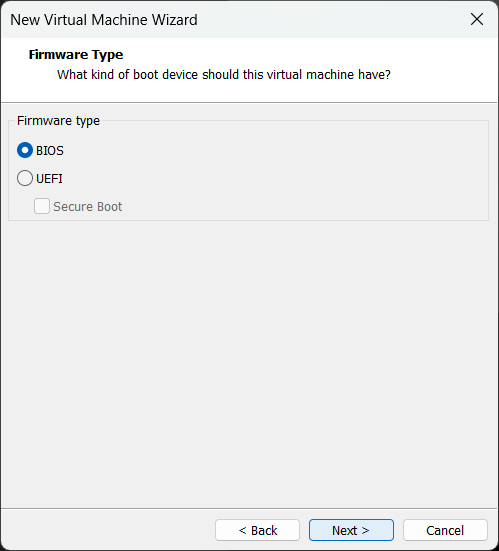 New Virtual Machine Wizard
Firmware Type
What kind of boot device should this virtual machine have?
Firmware type
BIOS
UEFI
Secure Boot
< Back
Next >
Cancel